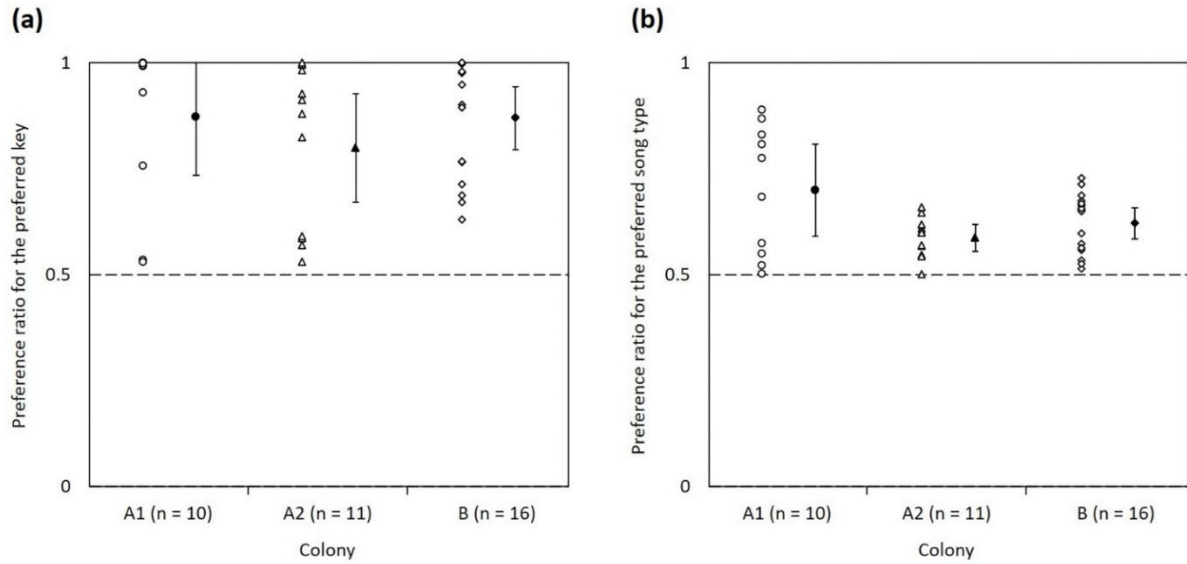 (a)
Preference ratio for the preferred key
1
0.5
0
A1 (n = 10) A2 (n = 11) B (n = 16)
Colony
(b)
Preference ratio for the preferred song type
1
0.5
0
A1 (n = 10) A2 (n = 11) B (n = 16)
Colony